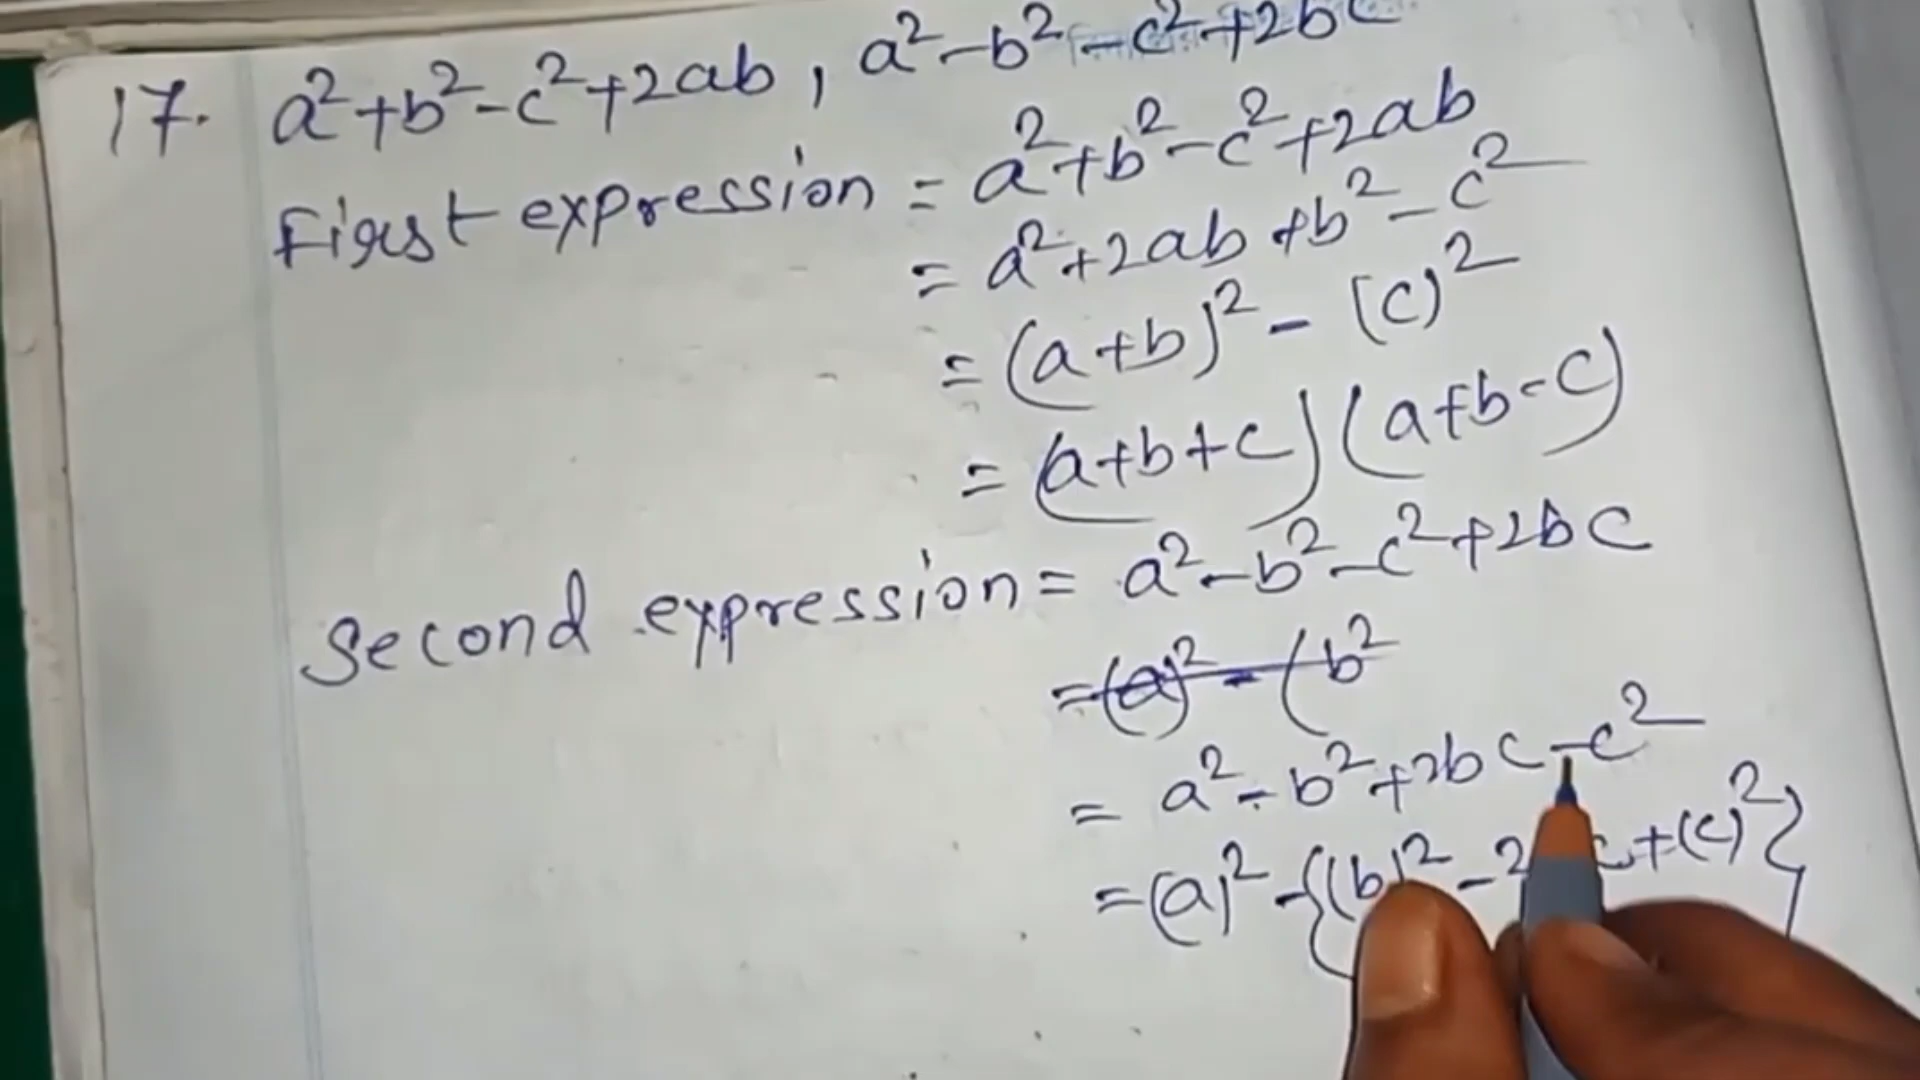 17. a²+b²-c²+2ab, a²-b²-c²+2bc
First expression = a²+b²-c²+2ab
= a²+2ab+b²-c²
= (a+b)² - (c)²
= (a+b+c)(a+b-c)
Second expression = a²-b²-c²+2bc
=(a)² - (b²
= a²-b²+2bc-c²
=(a)²-{(b)²-2 c+(c)²}